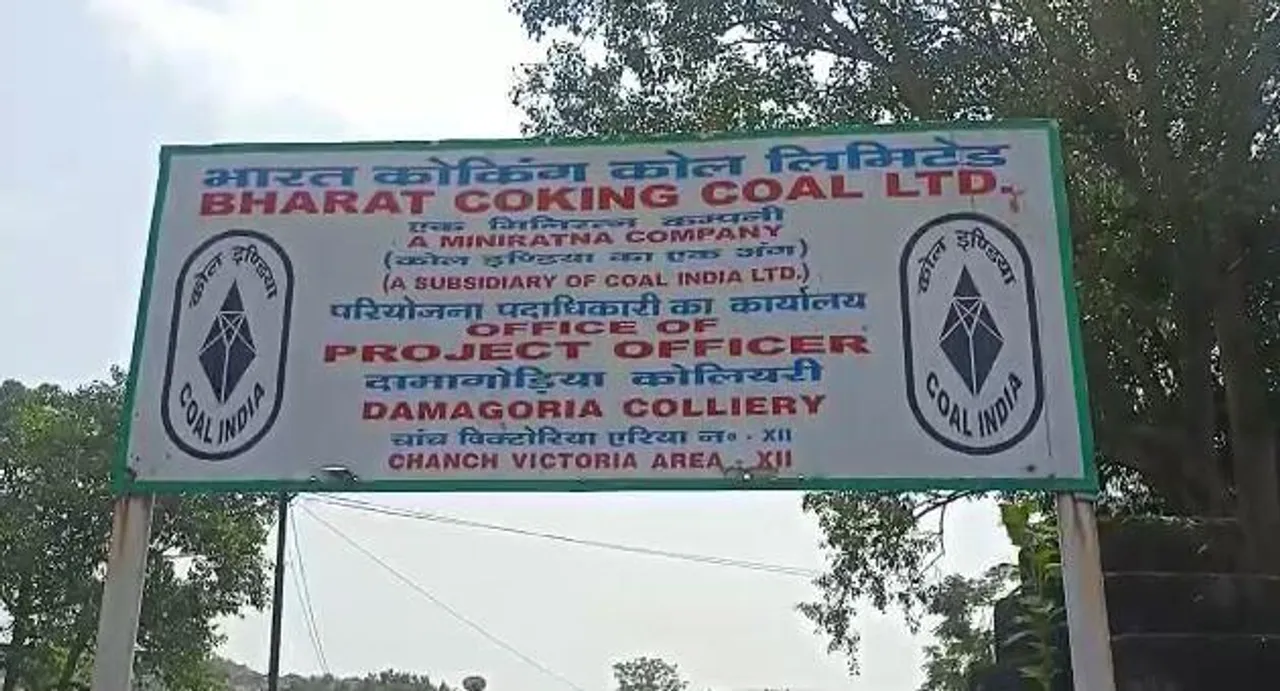 भारत कोकिंग कोल लिमिटेड
BHARAT COKING COAL LTD.
एक मिनिरत्न कम्पनी
A MINIRATNA COMPANY
(कोल इण्डिया का एक अंग)
(A SUBSIDIARY OF COAL INDIA LTD.)
परियोजना पदाधिकारी का कार्यालय
OFFICE OF
PROJECT OFFICER
दामागोड़िया कोलियरी
DAMAGORIA COLLIERY
चांच विक्टोरिया एरिया न० - XII
CHANCH VICTORIA AREA - XII
कोल इण्डिया
COAL INDIA
कोल इण्डिया
COAL INDIA